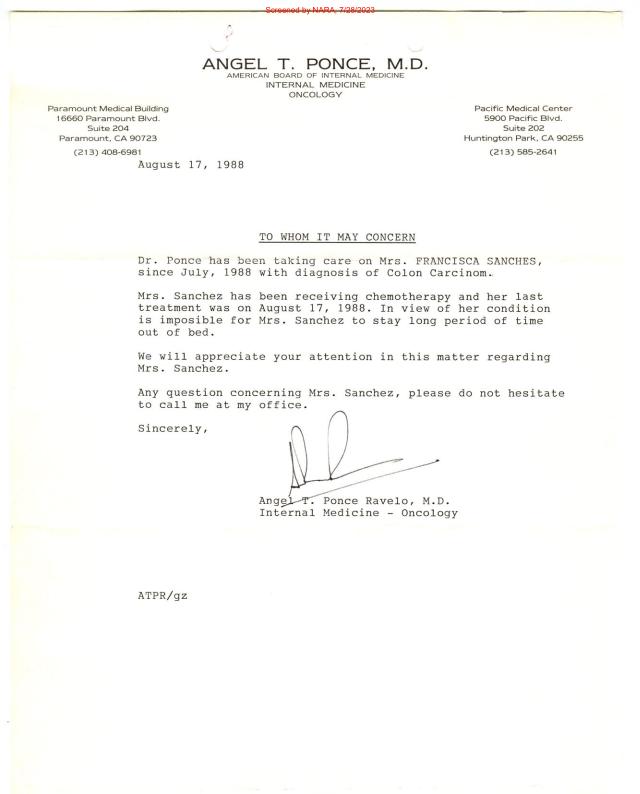 Screened by NARA, 7/28/2023
ANGEL T. PONCE, M.D.
AMERICAN BOARD OF INTERNAL MEDICINE
INTERNAL MEDICINE
ONCOLOGY
Paramount Medical Building
16660 Paramount Blvd.
Suite 204
Paramount, CA 90723
(213) 408-6981
Pacific Medical Center
5900 Pacific Blvd.
Suite 202
Huntington Park, CA 90255
(213) 585-2641
August 17, 1988
TO WHOM IT MAY CONCERN
Dr. Ponce has been taking care on Mrs. FRANCISCA SANCHES,
since July, 1988 with diagnosis of Colon Carcinom.
Mrs. Sanchez has been receiving chemotherapy and her last
treatment was on August 17, 1988. In view of her condition
is imposible for Mrs. Sanchez to stay long period of time
out of bed.
We will appreciate your attention in this matter regarding
Mrs. Sanchez.
Any question concerning Mrs. Sanchez, please do not hesitate
to call me at my office.
Sincerely,
Angel T. Ponce Ravelo, M.D.
Internal Medicine - Oncology
ATPR/gz